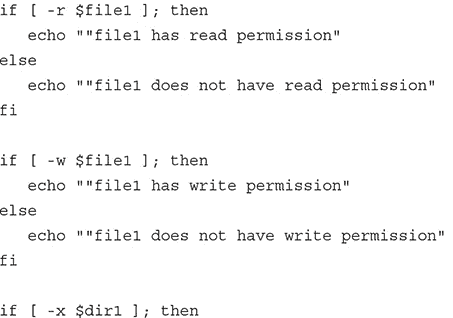 if [ -r $file1 ]; then
echo ""file1 has read permission"
else
echo ""file1 does not have read permission"
fi
if [ -w $file1 ]; then
echo ""file1 has write permission"
else
echo ""file1 does not have write permission"
fi
if [ -x $dir1 ]; then